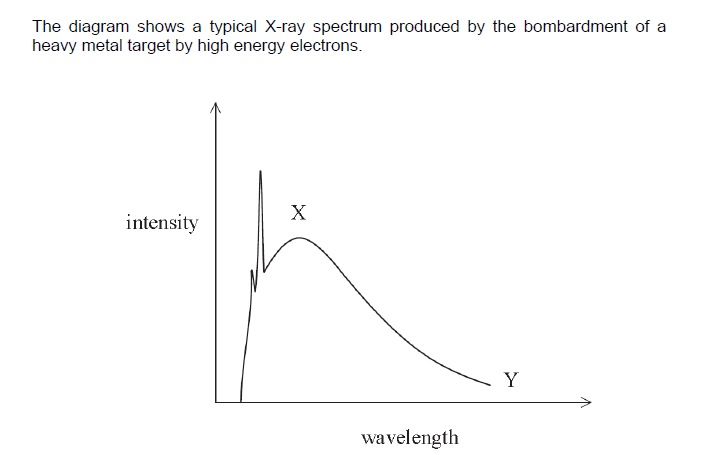 The diagram shows a typical X-ray spectrum produced by the bombardment of a
heavy metal target by high energy electrons.
X
intensity
Y
wavelength